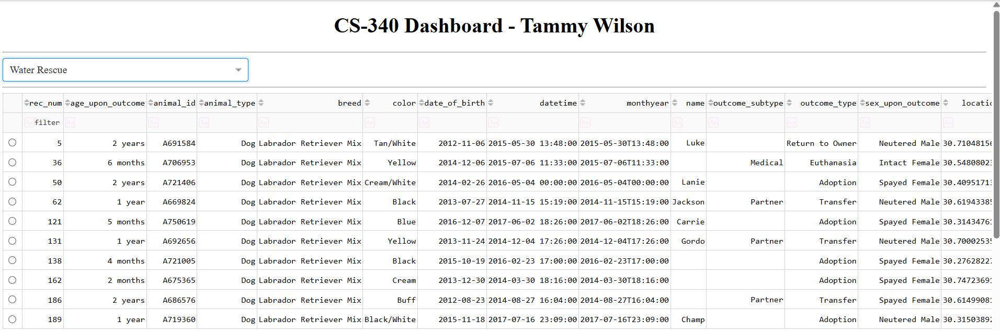 CS-340 Dashboard - Tammy Wilson
Water Rescue
rec_num age_upon_outcome animal_id animal_type breed color date_of_birth datetime monthyear name outcome_subtype outcome_type sex_upon_outcome locatio
Aa filter Aa Aa Aa Aa Aa Aa Aa Aa Aa Aa Aa Aa Aa
5 2 years A691584 Dog Labrador Retriever Mix Tan/White 2012-11-06 2015-05-30 13:48:00 2015-05-30T13:48:00 Luke Return to Owner Neutered Male 30.7104815
36 6 months A706953 Dog Labrador Retriever Mix Yellow 2014-12-06 2015-07-06 11:33:00 2015-07-06T11:33:00 Medical Euthanasia Intact Female 30.5480802
50 2 years A721406 Dog Labrador Retriever Mix Cream/White 2014-02-26 2016-05-04 00:00:00 2016-05-04T00:00:00 Lanie Adoption Spayed Female 30.4095171
62 1 year A669824 Dog Labrador Retriever Mix Black 2013-07-27 2014-11-15 15:19:00 2014-11-15T15:19:00 Jackson Partner Transfer Neutered Male 30.6194338
121 5 months A750619 Dog Labrador Retriever Mix Blue 2016-12-07 2017-06-02 18:26:00 2017-06-02T18:26:00 Carrie Adoption Spayed Female 30.3143476
131 1 year A692656 Dog Labrador Retriever Mix Yellow 2013-11-24 2014-12-04 17:26:00 2014-12-04T17:26:00 Gordo Partner Transfer Neutered Male 30.7000253
138 4 months A721005 Dog Labrador Retriever Mix Black 2015-10-19 2016-02-23 17:00:00 2016-02-23T17:00:00 Adoption Spayed Female 30.2762822
162 2 months A675365 Dog Labrador Retriever Mix Cream 2013-12-30 2014-03-30 18:16:00 2014-03-30T18:16:00 Adoption Spayed Female 30.7472369
186 2 years A686576 Dog Labrador Retriever Mix Buff 2012-08-23 2014-08-27 16:04:00 2014-08-27T16:04:00 Partner Transfer Spayed Female 30.6149908
189 1 year A719360 Dog Labrador Retriever Mix Black/White 2015-11-18 2017-07-16 23:09:00 2017-07-16T23:09:00 Champ Adoption Neutered Male 30.3150389